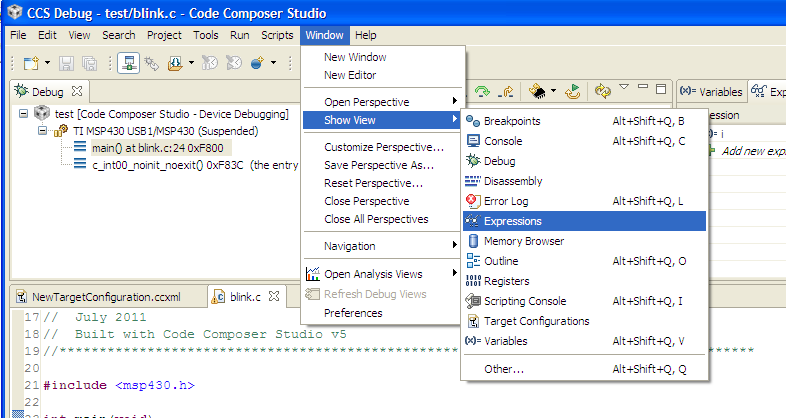 CCS Debug - test/blink.c - Code Composer Studio
File Edit View Search Project Tools Run Scripts Window Help
Debug
test [Code Composer Studio - Device Debugging]
TI MSP430 USB1/MSP430 (Suspended)
main() at blink.c:24 0xF800
c_int00_noinit_noexit() 0xF83C (the entry
New Window
New Editor
Open Perspective
Show View
Customize Perspective...
Save Perspective As...
Reset Perspective...
Close Perspective
Close All Perspectives
Navigation
Open Analysis Views
Refresh Debug Views
Preferences
Breakpoints Alt+Shift+Q, B
Console Alt+Shift+Q, C
Debug
Disassembly
Error Log Alt+Shift+Q, L
Expressions
Memory Browser
Outline Alt+Shift+Q, O
Registers
Scripting Console Alt+Shift+Q, I
Target Configurations
(x)= Variables Alt+Shift+Q, V
Other... Alt+Shift+Q, Q
(x)= Variables Exp
ion
(x)= i
Add new exp
NewTargetConfiguration.ccxml blink.c
17 // July 2011
18 // Built with Code Composer Studio v5
19 //******************************************************************************
20
21 #include <msp430.h>
22
int main(void)